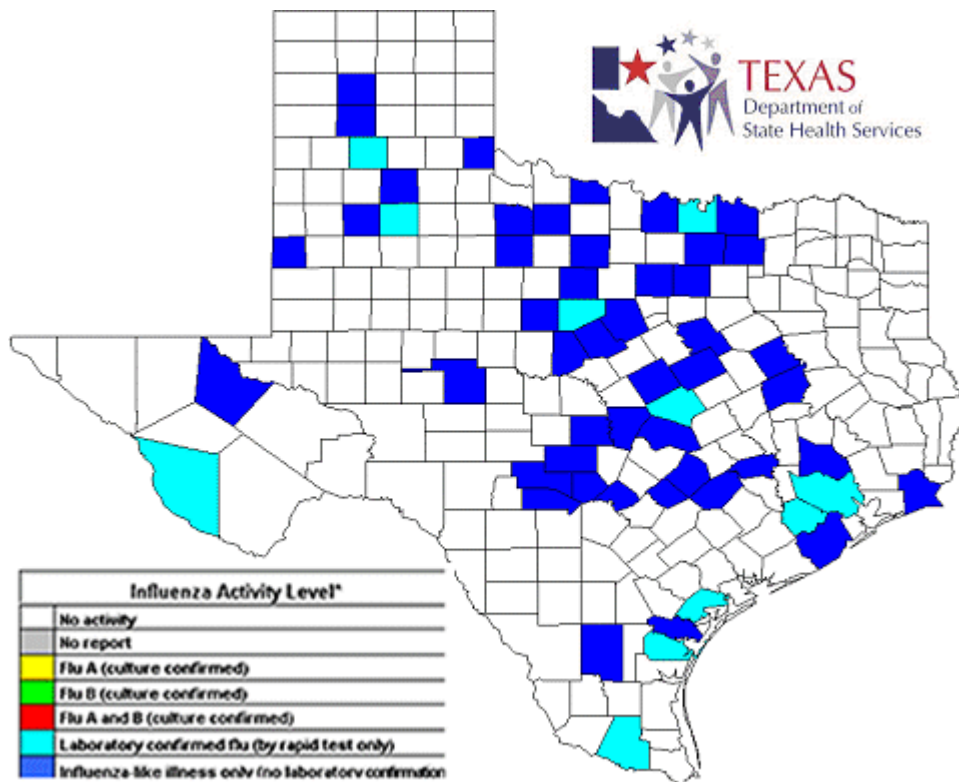 TEXAS
Department of
State Health Services
Influenza Activity Level*
No activity
No report
Flu A (culture confirmed)
Flu B (culture confirmed)
Flu A and B (culture confirmed)
Laboratory confirmed flu (by rapid test only)
Influenza-like illness only (no laboratory confirmation